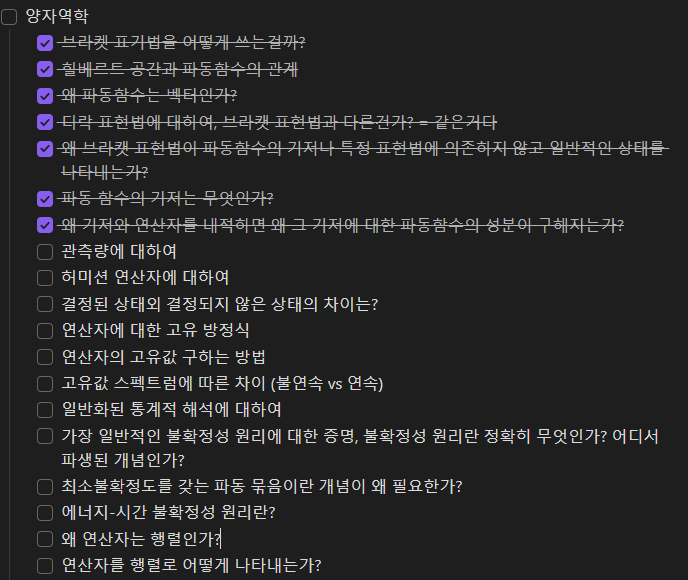 양자역학
브라켓 표기법을 어떻게 쓰는걸까?
힐베르트 공간과 파동함수의 관계
왜 파동함수는 벡터인가?
디락 표현법에 대하여, 브라캣 표현법과 다른건가? = 같은거다
왜 브라캣 표현법이 파동함수의 기저나 특정 표현법에 의존하지 않고 일반적인 상태를
나타내는가?
파동 함수의 기저는 무엇인가?
왜 기저와 연산자를 내적하면 왜 그 기저에 대한 파동함수의 성분이 구해지는가?
관측량에 대하여
허미션 연산자에 대하여
결정된 상태외 결정되지 않은 상태의 차이는?
연산자에 대한 고유 방정식
연산자의 고유값 구하는 방법
고유값 스펙트럼에 따른 차이 (불연속 vs 연속)
일반화된 통계적 해석에 대하여
가장 일반적인 불확정성 원리에 대한 증명, 불확정성 원리란 정확히 무엇인가? 어디서
파생된 개념인가?
최소불확정도를 갖는 파동 묶음이란 개념이 왜 필요한가?
에너지-시간 불확정성 원리란?
왜 연산자는 행렬인가?
연산자를 행렬로 어떻게 나타내는가?